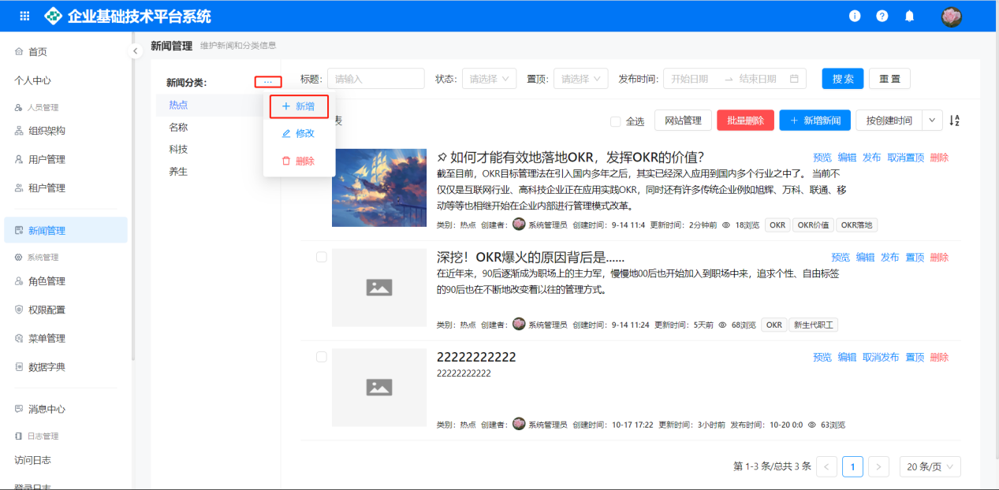 企业基础技术平台系统
首页
个人中心
人员管理
组织架构
用户管理
租户管理
新闻管理
系统管理
角色管理
权限配置
菜单管理
数据字典
消息中心
日志管理
访问日志
登录日志
新闻管理 维护新闻和分类信息
新闻分类： ...
热点
名称
科技
养生
+ 新增
修改
删除
标题： 请输入 状态： 请选择 置顶： 请选择 发布时间： 开始日期 → 结束日期 搜 索 重 置
表 全选 网站管理 批量删除 + 新增新闻 按创建时间
如何才能有效地落地OKR，发挥OKR的价值？ 预览 编辑 发布 取消置顶 删除
截至目前，OKR目标管理法在引入国内多年之后，其实已经深入应用到国内多个行业之中了。 当前不
仅仅是互联网行业、高科技企业正在应用实践OKR，同时还有许多传统企业例如旭辉、万科、联通、移
动等等也相继开始在企业内部进行管理模式改革。
类别：热点 创建者： 系统管理员 创建时间：9-14 11:4 更新时间：2分钟前 18浏览 OKR OKR价值 OKR落地
深挖！OKR爆火的原因背后是...... 预览 编辑 发布 置顶 删除
在近年来，90后逐渐成为职场上的主力军，慢慢地00后也开始加入到职场中来，追求个性、自由标签
的90后也在不断地改变着以往的管理方式。
类别：热点 创建者： 系统管理员 创建时间：9-14 11:24 更新时间：5天前 68浏览 OKR 新生代职工
22222222222 预览 编辑 取消发布 置顶 删除
22222222222
类别：热点 创建者： 系统管理员 创建时间：10-17 17:22 更新时间：3小时前 发布时间：10-20 0:0 63浏览
第 1-3 条/总共 3 条 < 1 > 20 条/页